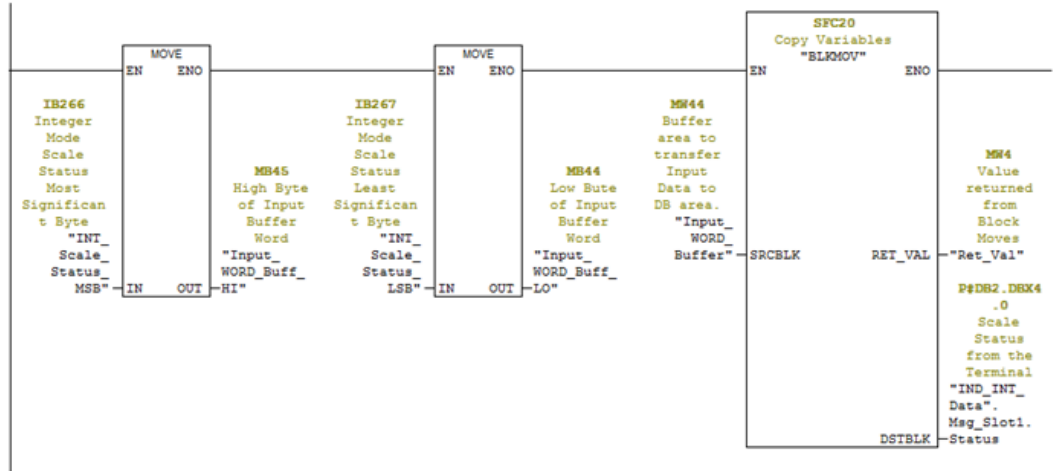 MOVE
EN ENO
IB266
Integer
Mode
Scale
Status
Most
Significan
t Byte
"INT_
Scale_
Status_
MSB"
IN OUT
MB45
High Byte
of Input
Buffer
Word
"Input_
WORD_Buff_
HI"
MOVE
EN ENO
IB267
Integer
Mode
Scale
Status
Least
Significan
t Byte
"INT_
Scale_
Status_
LSB"
IN OUT
MB44
Low Bute
of Input
Buffer
Word
"Input_
WORD_Buff_
LO"
SFC20
Copy Variables
"BLKMOV"
EN ENO
MW44
Buffer
area to
transfer
Input
Data to
DB area.
"Input_
WORD_
Buffer"
SRCBLK RET_VAL
MW4
Value
returned
from
Block
Moves
"Ret_Val"
P#DB2.DBX4
.0
Scale
Status
from the
Terminal
"IND_INT_
Data".
Msg_Slot1.
Status
DSTBLK